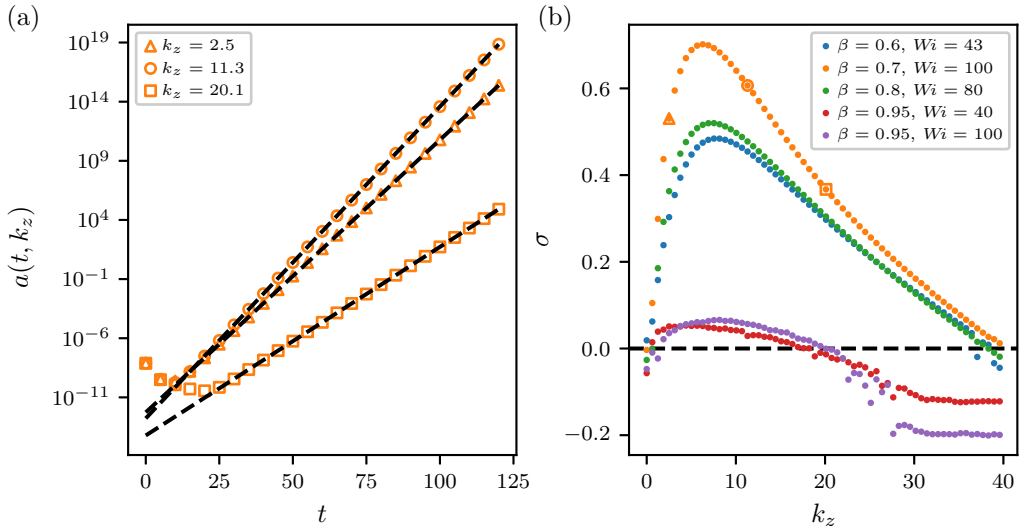 (a)
(b)
10^19
10^14
10^9
10^4
10^−1
10^−6
10^−11
a(t, k_z)
k_z = 2.5
k_z = 11.3
k_z = 20.1
0 25 50 75 100 125
t
0.6
0.4
0.2
0.0
−0.2
σ
β = 0.6, Wi = 43
β = 0.7, Wi = 100
β = 0.8, Wi = 80
β = 0.95, Wi = 40
β = 0.95, Wi = 100
0 10 20 30 40
k_z